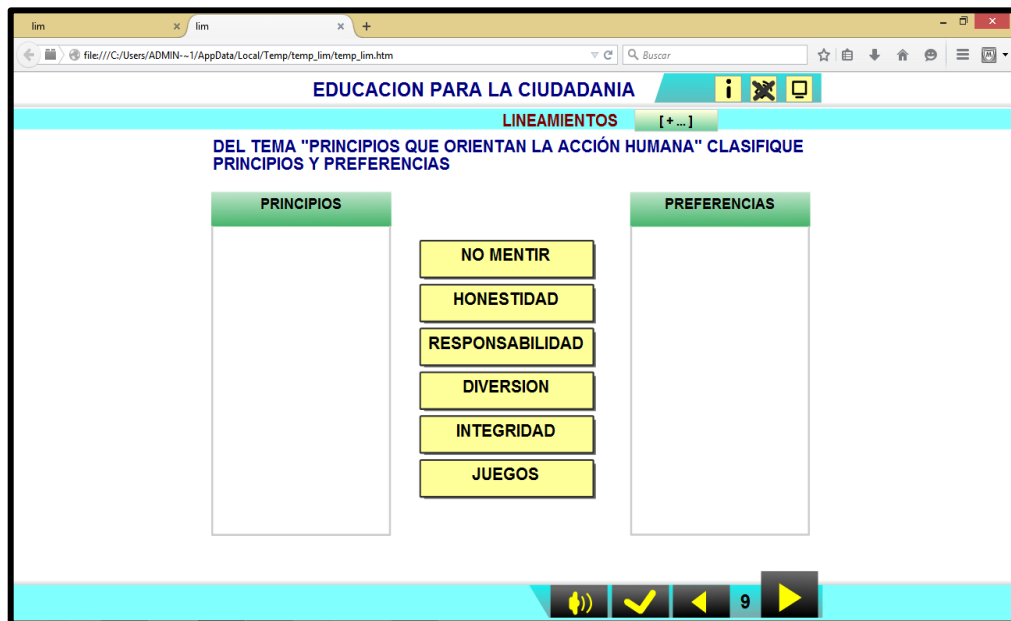 lim
lim
file:///C:/Users/ADMIN-~1/AppData/Local/Temp/temp_lim/temp_lim.htm
Buscar
EDUCACION PARA LA CIUDADANIA
i
LINEAMIENTOS
[+...]
DEL TEMA "PRINCIPIOS QUE ORIENTAN LA ACCIÓN HUMANA" CLASIFIQUE
PRINCIPIOS Y PREFERENCIAS
PRINCIPIOS
PREFERENCIAS
NO MENTIR
HONESTIDAD
RESPONSABILIDAD
DIVERSION
INTEGRIDAD
JUEGOS
9